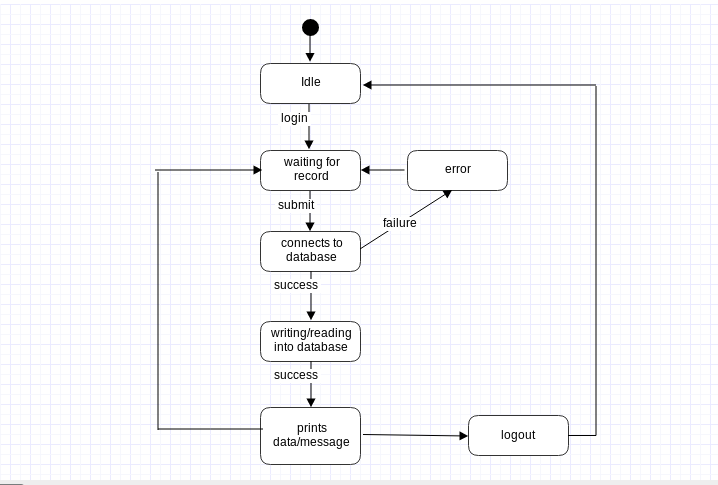 Idle
login
waiting for
record
error
submit
failure
connects to
database
success
writing/reading
into database
success
prints
data/message
logout